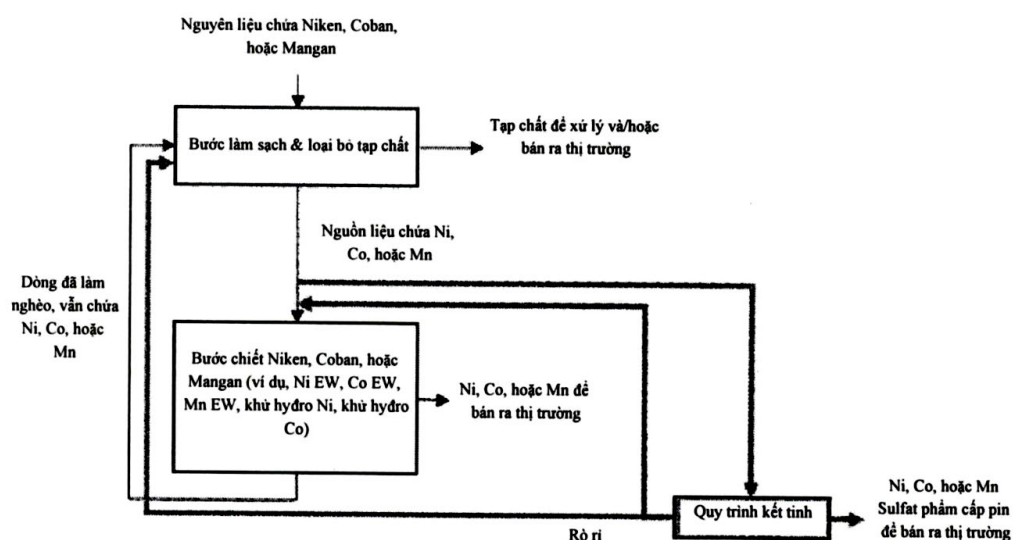 Nguyên liệu chứa Niken, Coban,
hoặc Mangan
Bước làm sạch & loại bỏ tạp chất
Tạp chất để xử lý và/hoặc
bán ra thị trường
Nguồn liệu chứa Ni,
Co, hoặc Mn
Dòng đã làm
nghèo, vẫn chứa
Ni, Co, hoặc
Mn
Bước chiết Niken, Coban, hoặc
Mangan (ví dụ, Ni EW, Co EW,
Mn EW, khử hyđro Ni, khử hyđro
Co)
Ni, Co, hoặc Mn để
bán ra thị trường
Quy trình kết tinh
Ni, Co, hoặc Mn
Sulfat phẩm cấp pin
để bán ra thị trường
Rò rỉ